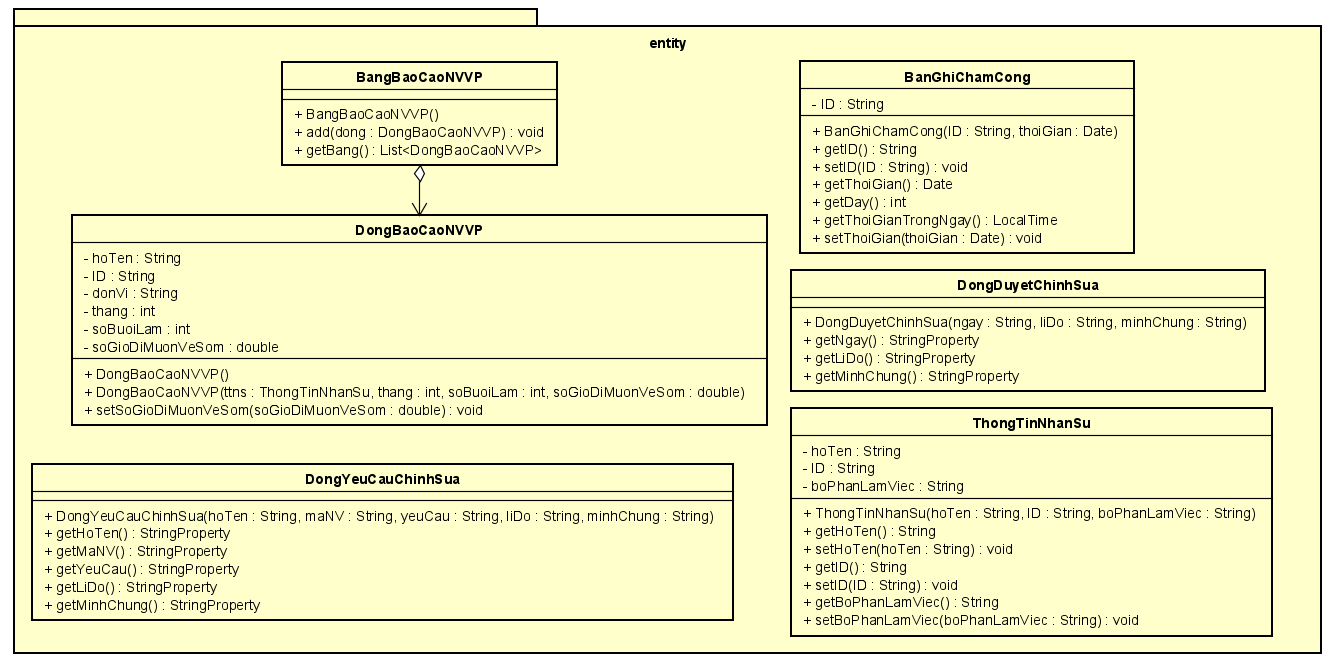 entity
BangBaoCaoNVVP
+ BangBaoCaoNVVP()
+ add(dong : DongBaoCaoNVVP) : void
+ getBang() : List<DongBaoCaoNVVP>
BanGhiChamCong
- ID : String
+ BanGhiChamCong(ID : String, thoiGian : Date)
+ getID() : String
+ setID(ID : String) : void
+ getThoiGian() : Date
+ getDay() : int
+ getThoiGianTrongNgay() : LocalTime
+ setThoiGian(thoiGian : Date) : void
DongBaoCaoNVVP
- hoTen : String
- ID : String
- donVi : String
- thang : int
- soBuoiLam : int
- soGioDiMuonVeSom : double
+ DongBaoCaoNVVP()
+ DongBaoCaoNVVP(ttns : ThongTinNhanSu, thang : int, soBuoiLam : int, soGioDiMuonVeSom : double)
+ setSoGioDiMuonVeSom(soGioDiMuonVeSom : double) : void
DongDuyetChinhSua
+ DongDuyetChinhSua(ngay : String, liDo : String, minhChung : String)
+ getNgay() : StringProperty
+ getLiDo() : StringProperty
+ getMinhChung() : StringProperty
DongYeuCauChinhSua
+ DongYeuCauChinhSua(hoTen : String, maNV : String, yeuCau : String, liDo : String, minhChung : String)
+ getHoTen() : StringProperty
+ getMaNV() : StringProperty
+ getYeuCau() : StringProperty
+ getLiDo() : StringProperty
+ getMinhChung() : StringProperty
ThongTinNhanSu
- hoTen : String
- ID : String
- boPhanLamViec : String
+ ThongTinNhanSu(hoTen : String, ID : String, boPhanLamViec : String)
+ getHoTen() : String
+ setHoTen(hoTen : String) : void
+ getID() : String
+ setID(ID : String) : void
+ getBoPhanLamViec() : String
+ setBoPhanLamViec(boPhanLamViec : String) : void